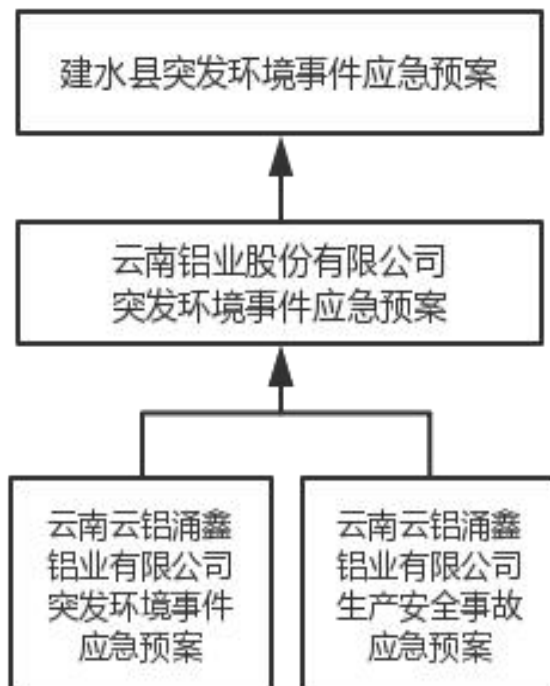 建水县突发环境事件应急预案
云南铝业股份有限公司
突发环境事件应急预案
云南云铝涌鑫
铝业有限公司
突发环境事件
应急预案
云南云铝涌鑫
铝业有限公司
生产安全事故
应急预案